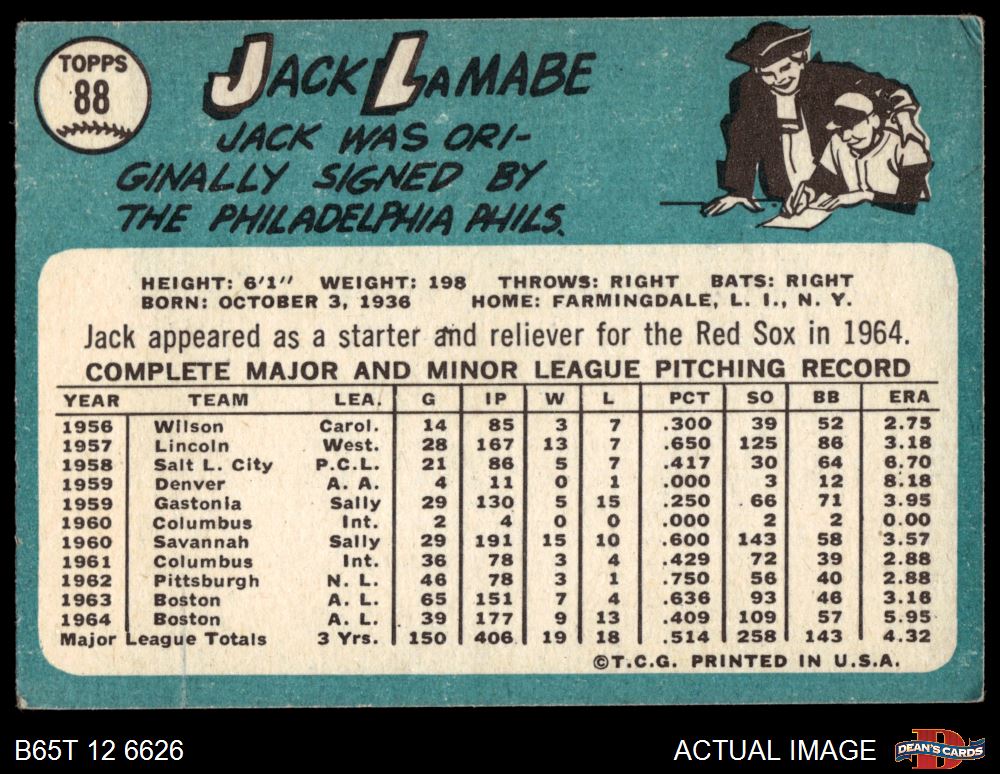 TOPPS
88
JACK LAMABE
JACK WAS ORI-
GINALLY SIGNED BY
THE PHILADELPHIA PHILS.
HEIGHT: 6'1" WEIGHT: 198 THROWS: RIGHT BATS: RIGHT
BORN: OCTOBER 3, 1936 HOME: FARMINGDALE, L. I., N. Y.
Jack appeared as a starter and reliever for the Red Sox in 1964.
COMPLETE MAJOR AND MINOR LEAGUE PITCHING RECORD
YEAR TEAM LEA. G IP W L PCT SO BB ERA
1956 Wilson Carol. 14 85 3 7 .300 39 52 2.75
1957 Lincoln West. 28 167 13 7 .650 125 86 3.18
1958 Salt L. City P.C.L. 21 86 5 7 .417 30 64 6.70
1959 Denver A. A. 4 11 0 1 .000 3 12 8.18
1959 Gastonia Sally 29 130 5 15 .250 66 71 3.95
1960 Columbus Int. 2 4 0 0 .000 2 2 0.00
1960 Savannah Sally 29 191 15 10 .600 143 58 3.57
1961 Columbus Int. 36 78 3 4 .429 72 39 2.88
1962 Pittsburgh N. L. 46 78 3 1 .750 56 40 2.88
1963 Boston A. L. 65 151 7 4 .636 93 46 3.16
1964 Boston A. L. 39 177 9 13 .409 109 57 5.95
Major League Totals 3 Yrs. 150 406 19 18 .514 258 143 4.32
©T.C.G. PRINTED IN U.S.A.
B65T 12 6626 ACTUAL IMAGE DEAN'S CARDS